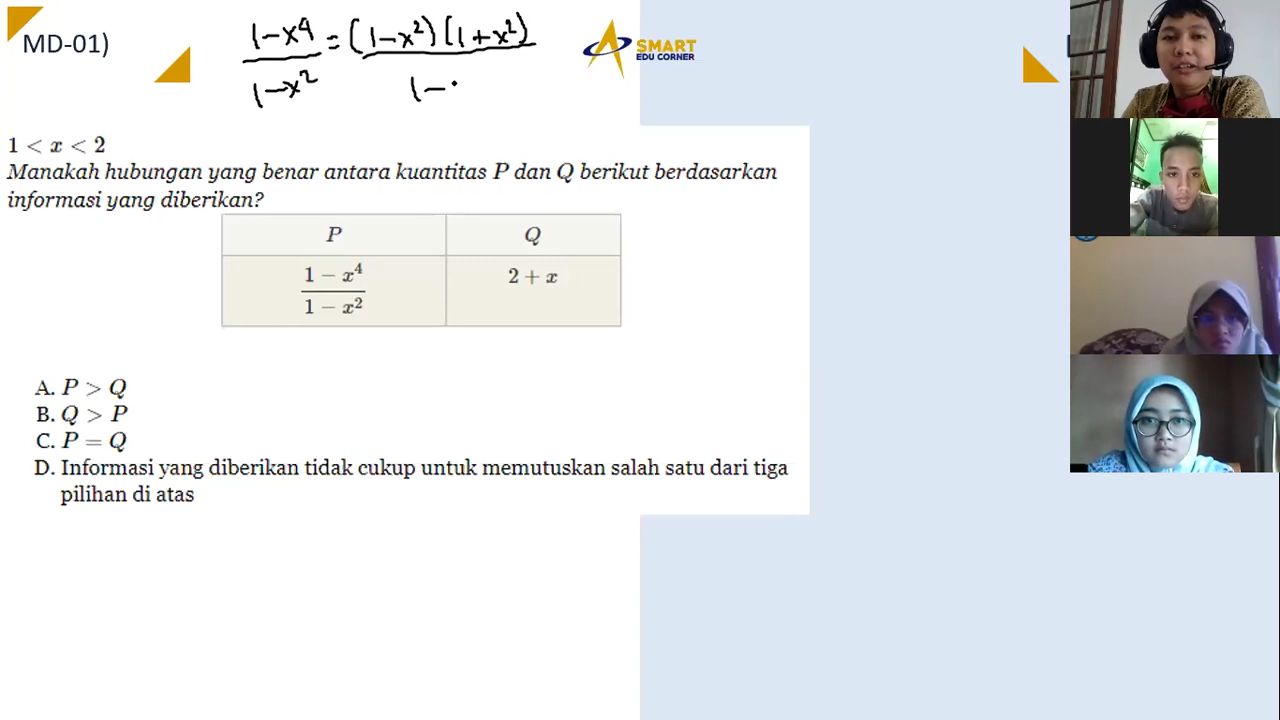 MD-01)
1-x⁴ = (1-x²)(1+x²)
1-x² 1-
SMART
EDU CORNER
1 < x < 2
Manakah hubungan yang benar antara kuantitas P dan Q berikut berdasarkan
informasi yang diberikan?
P Q
1 − x⁴
2 + x
1 − x²
A. P > Q
B. Q > P
C. P = Q
D. Informasi yang diberikan tidak cukup untuk memutuskan salah satu dari tiga
pilihan di atas